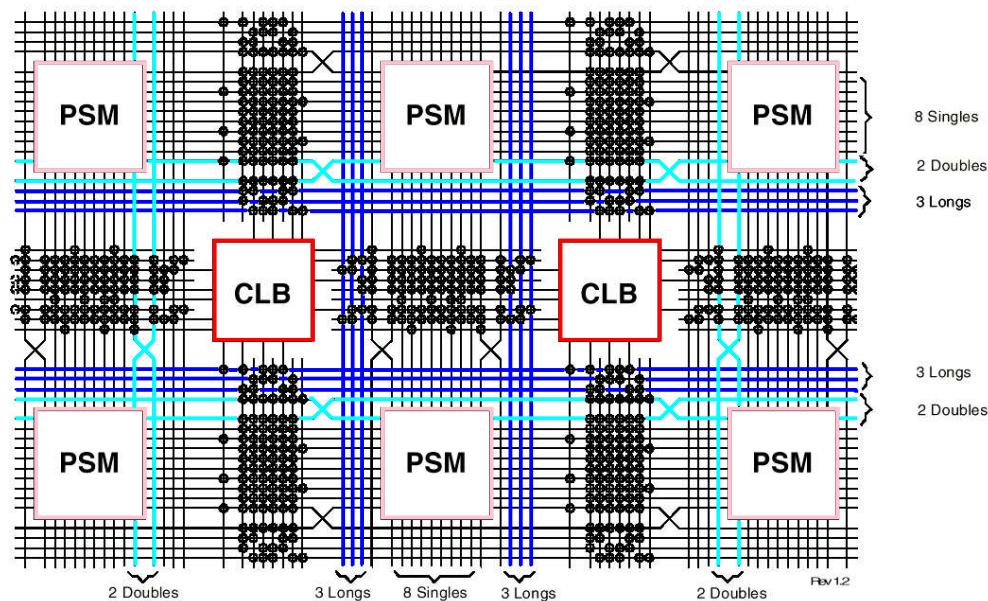 PSM PSM PSM
8 Singles
2 Doubles
3 Longs
CLB CLB
3 Longs
2 Doubles
PSM PSM PSM
Rev 1.2
2 Doubles 3 Longs 8 Singles 3 Longs 2 Doubles